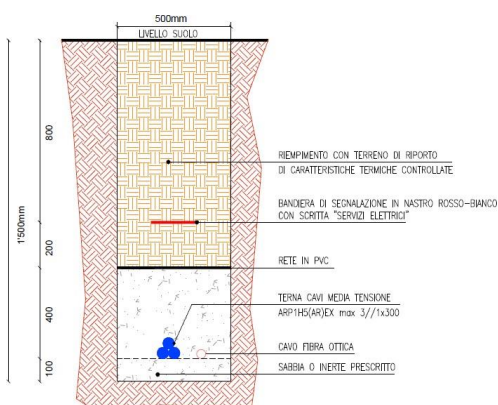 500mm
LIVELLO SUOLO
800
1'500mm
RIEMPIMENTO CON TERRENO DI RIPORTO
DI CARATTERISTICHE TERMICHE CONTROLLATE
BANDIERA DI SEGNALAZIONE IN NASTRO ROSSO-BIANCO
CON SCRITTA "SERVIZI ELETTRICI"
200
RETE IN PVC
400
TERNA CAVI MEDIA TENSIONE
ARP1H5(AR)EX max 3//1x300
CAVO FIBRA OTTICA
100
SABBIA O INERTE PRESCRITTO